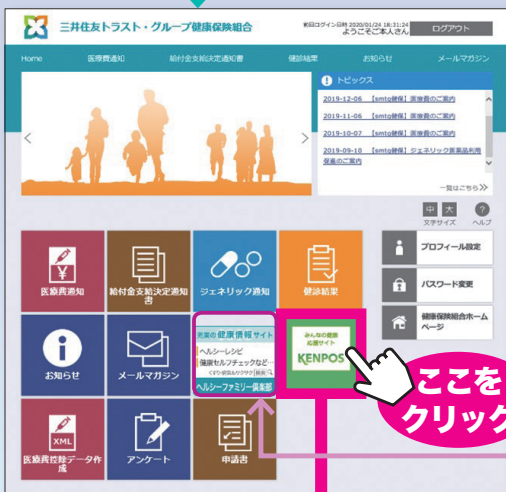 三井住友トラスト・グループ健康保険組合
前回ログイン日時 2020/01/24 18:31:24
ようこそご本人さん
ログアウト
Home
医療費通知
給付金支給決定通知書
健診結果
お知らせ
メールマガジン
トピックス
2019-12-06 【smtg健保】医療費のご案内
2019-11-06 【smtg健保】医療費のご案内
2019-10-07 【smtg健保】医療費のご案内
2019-09-10 【smtg健保】ジェネリック医薬品利用
促進のご案内
一覧はこちら
中 大
文字サイズ
ヘルプ
医療費通知
給付金支給決定通知
書
ジェネリック通知
健診結果
プロフィール設定
パスワード変更
健康保険組合ホーム
ページ
お知らせ
メールマガジン
充実の健康情報サイト
ヘルシーレシピ
健康セルフチェックなど…
検索
ヘルシーファミリー倶楽部
みんなの健康
応援サイト
KENPOS
ここを
クリック
XML
医療費控除データ作
成
アンケート
申請書